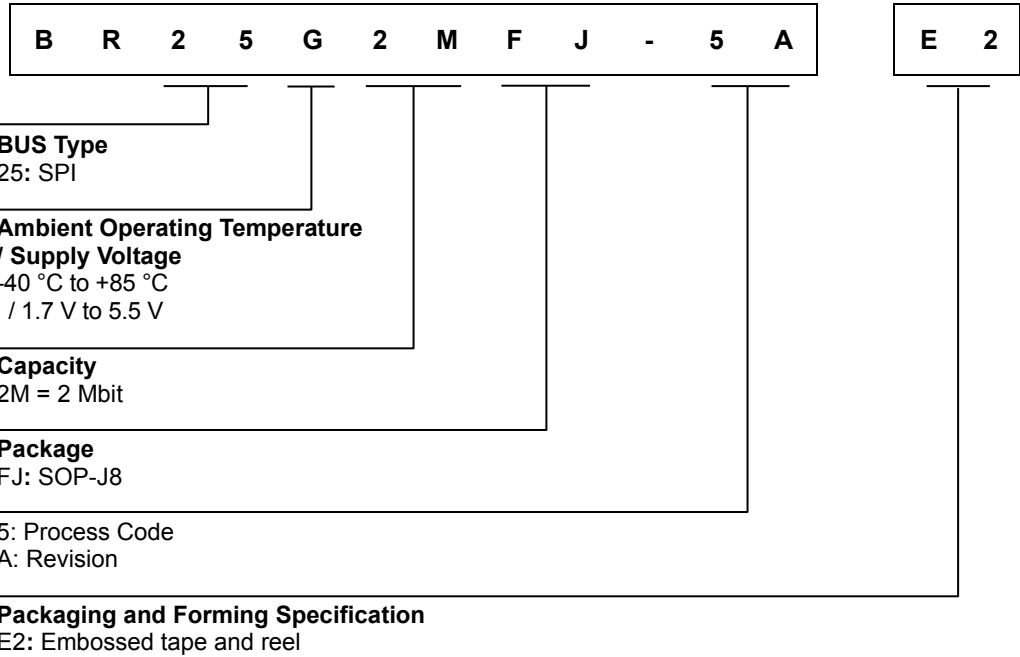 B R 2 5 G 2 M F J - 5 A E 2
BUS Type
25: SPI
Ambient Operating Temperature
/ Supply Voltage
-40 °C to +85 °C
/ 1.7 V to 5.5 V
Capacity
2M = 2 Mbit
Package
FJ: SOP-J8
5: Process Code
A: Revision
Packaging and Forming Specification
E2: Embossed tape and reel